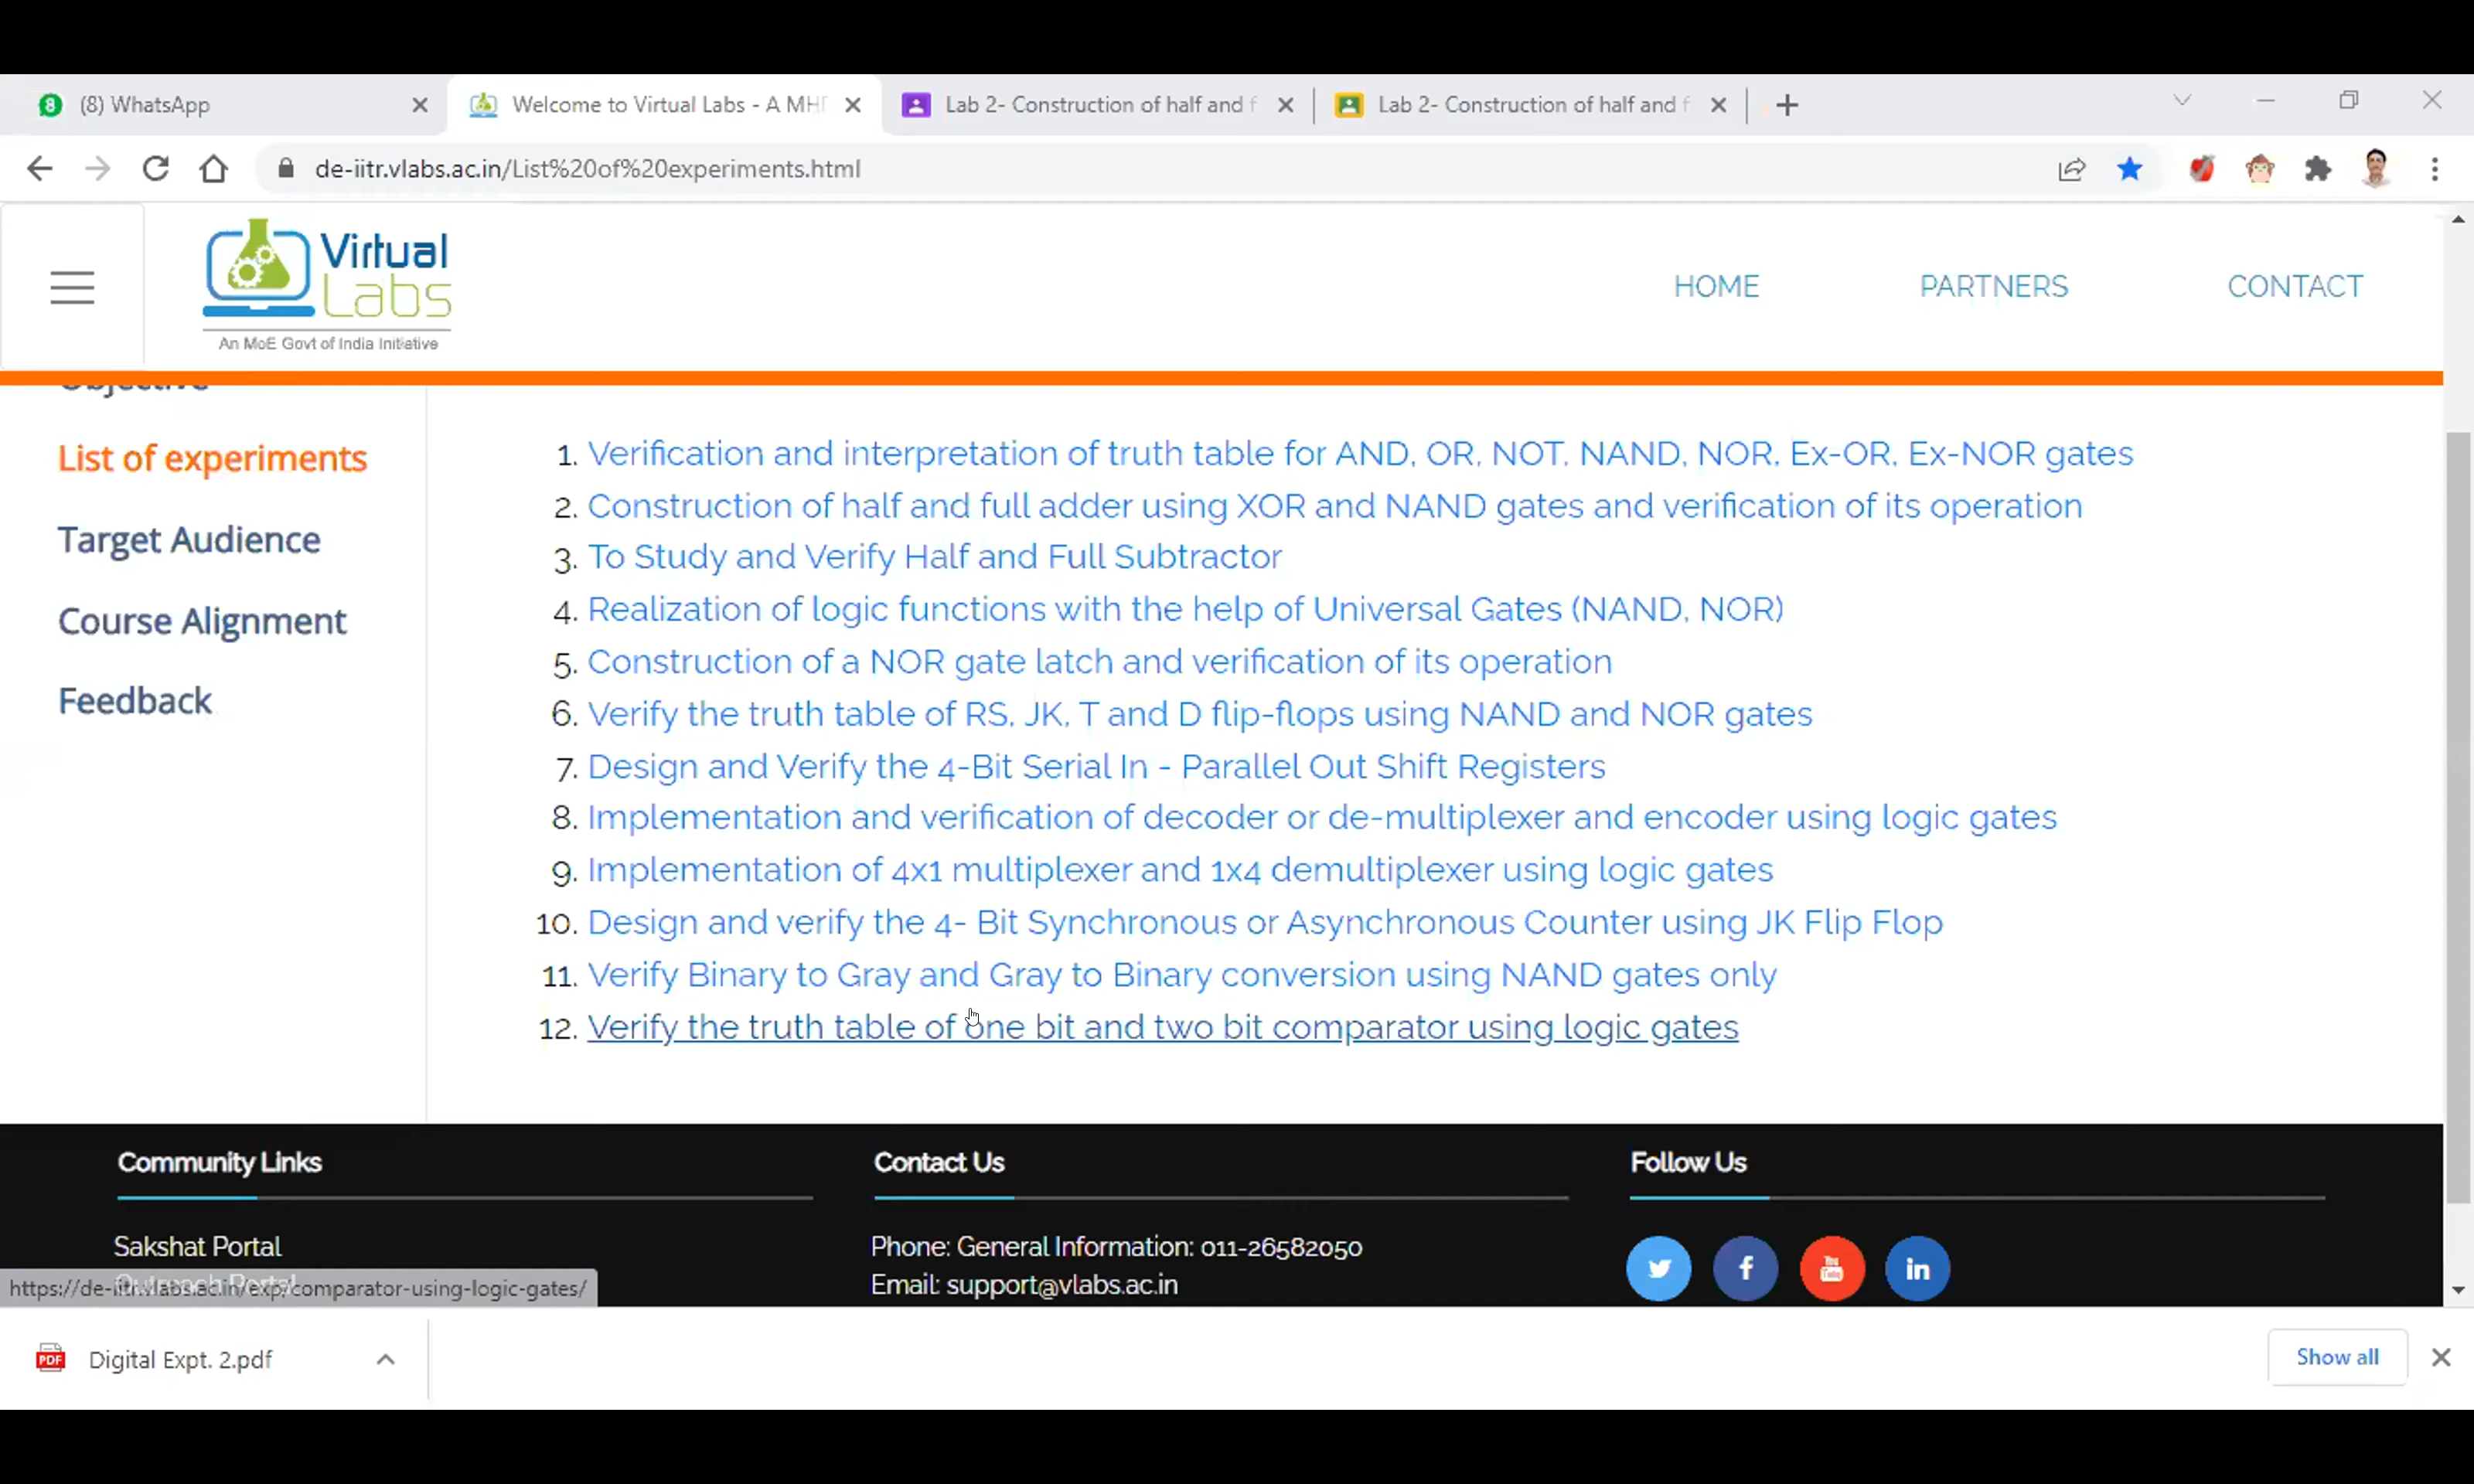 (8) WhatsApp
Welcome to Virtual Labs - A MH
Lab 2- Construction of half and f
Lab 2- Construction of half and f
de-iitr.vlabs.ac.in/List%20of%20experiments.html
Virtual
Labs
An MoE Govt of India Initiative
HOME
PARTNERS
CONTACT
Objective
List of experiments
Target Audience
Course Alignment
Feedback
1. Verification and interpretation of truth table for AND, OR, NOT, NAND, NOR, Ex-OR, Ex-NOR gates
2. Construction of half and full adder using XOR and NAND gates and verification of its operation
3. To Study and Verify Half and Full Subtractor
4. Realization of logic functions with the help of Universal Gates (NAND, NOR)
5. Construction of a NOR gate latch and verification of its operation
6. Verify the truth table of RS, JK, T and D flip-flops using NAND and NOR gates
7. Design and Verify the 4-Bit Serial In - Parallel Out Shift Registers
8. Implementation and verification of decoder or de-multiplexer and encoder using logic gates
9. Implementation of 4x1 multiplexer and 1x4 demultiplexer using logic gates
10. Design and verify the 4- Bit Synchronous or Asynchronous Counter using JK Flip Flop
11. Verify Binary to Gray and Gray to Binary conversion using NAND gates only
12. Verify the truth table of one bit and two bit comparator using logic gates
Community Links
Contact Us
Follow Us
Sakshat Portal
Outreach Portal
Phone: General Information: 011-26582050
Email: support@vlabs.ac.in
https://de-iitr.vlabs.ac.in/exp/comparator-using-logic-gates/
PDF
Digital Expt. 2.pdf
Show all